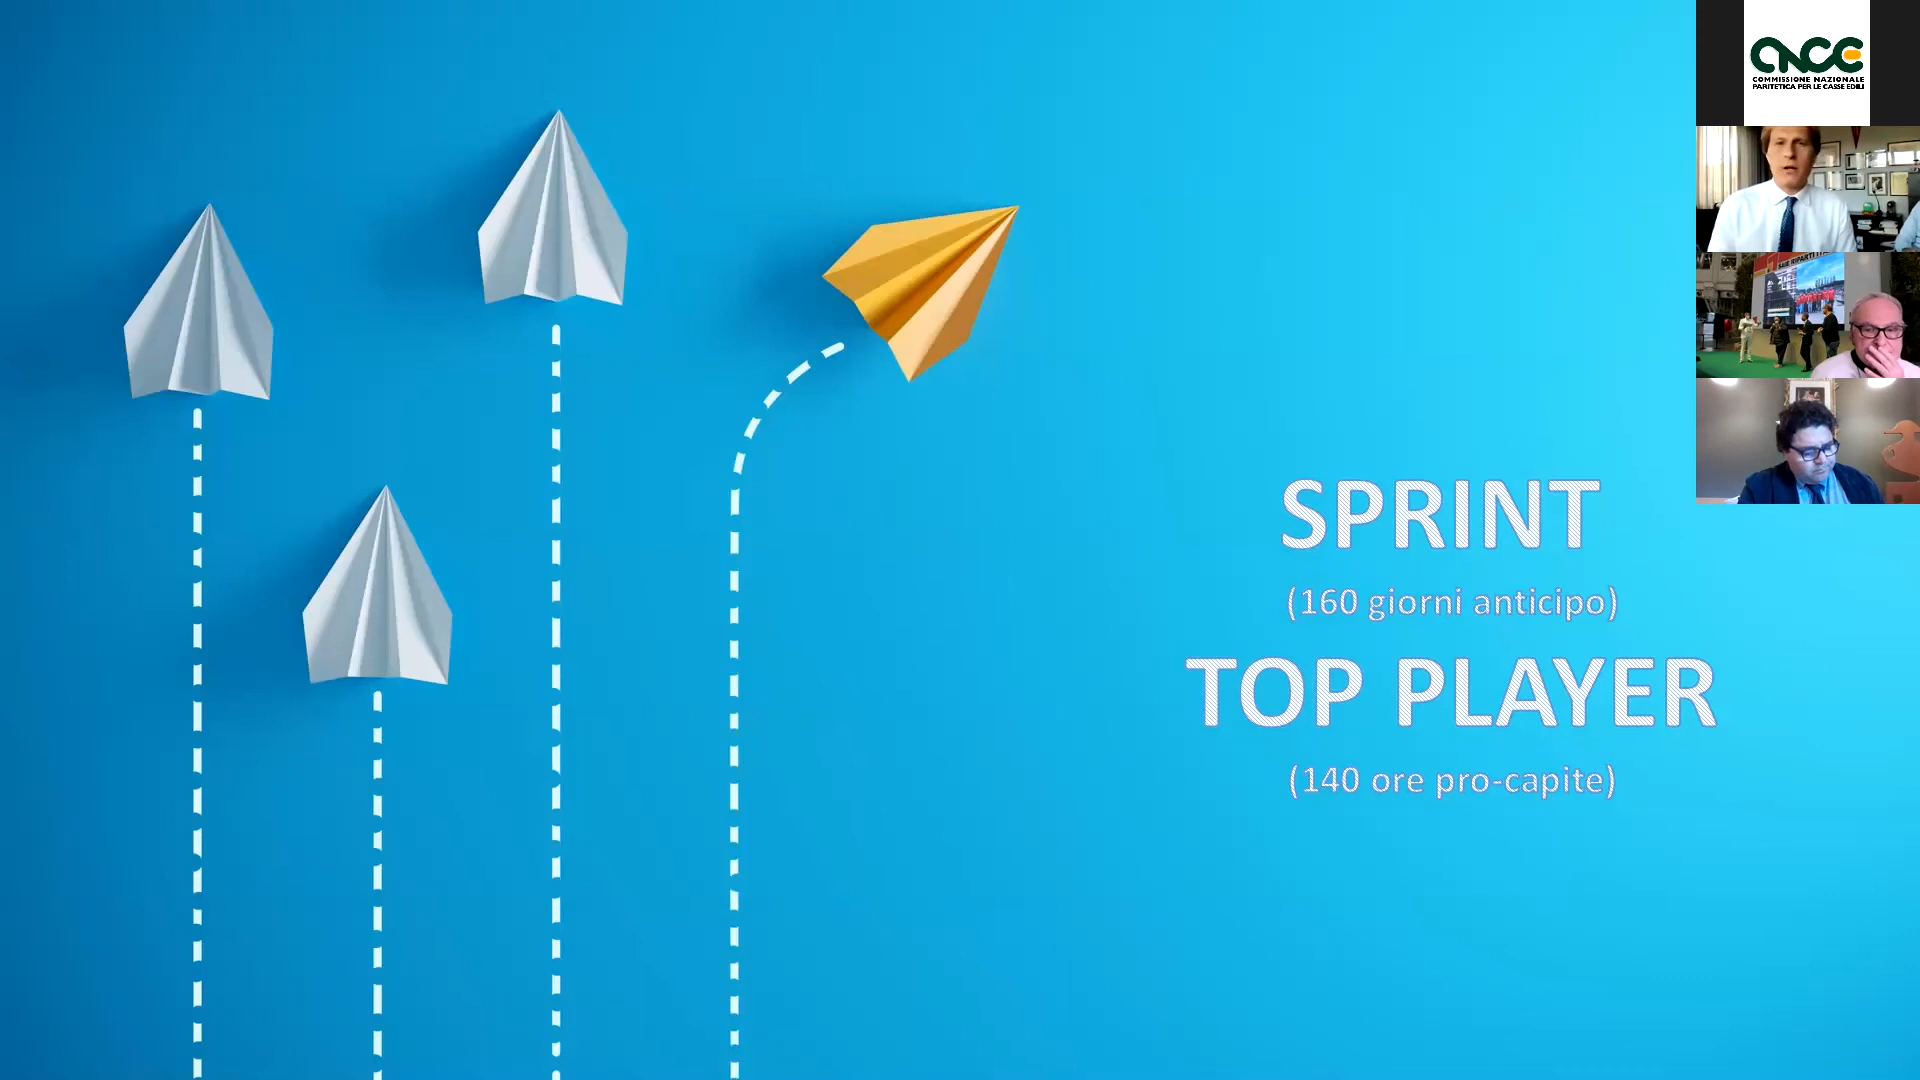 CNCE
COMMISSIONE NAZIONALE
PARITETICA PER LE CASSE EDILI
SPRINT
(160 giorni anticipo)
TOP PLAYER
(140 ore pro-capite)